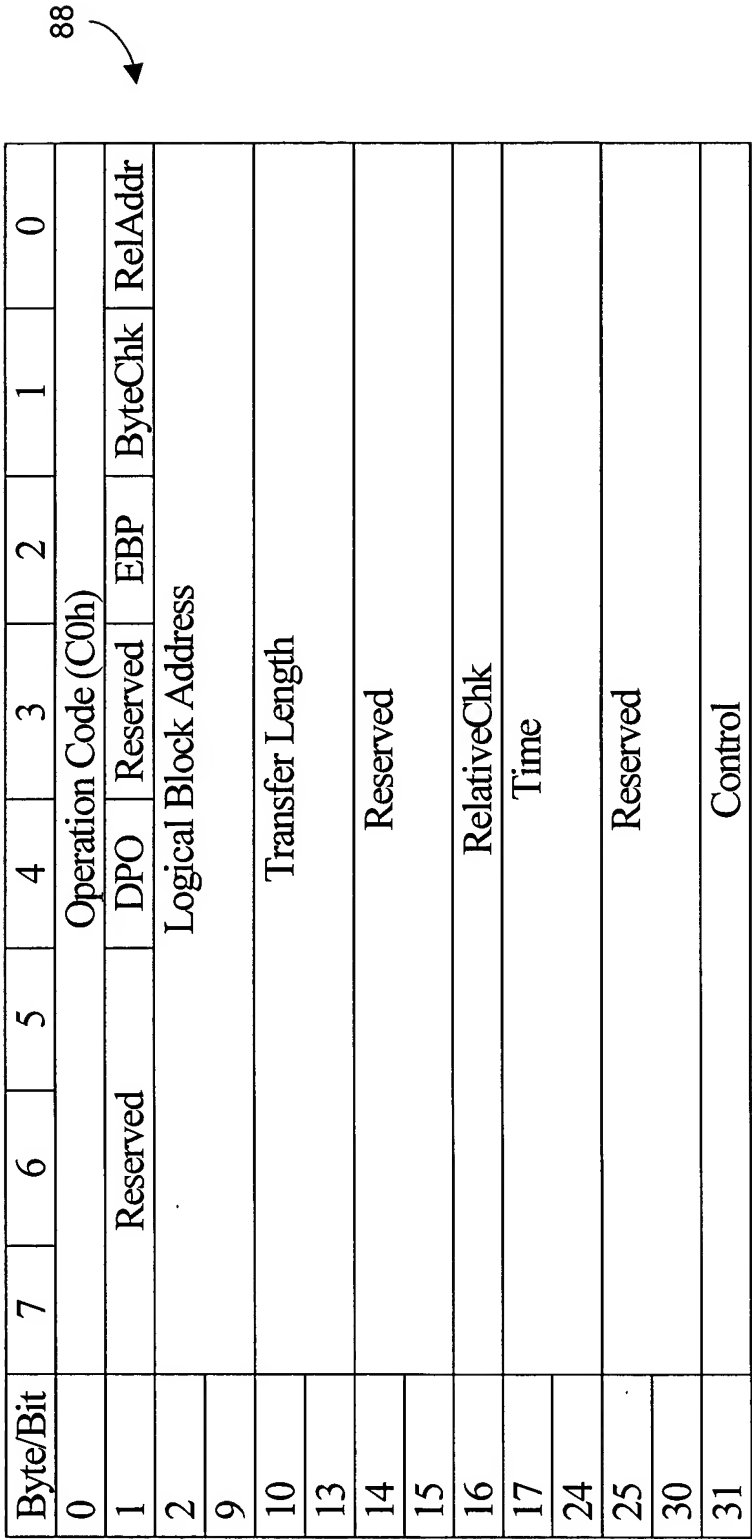 88
Byte/Bit 7 6 5 4 3 2 1 0
0 Operation Code (C0h)
1 Reserved DPO Reserved EBP ByteChk RelAddr
2 Logical Block Address
9
10 Transfer Length
13
14 Reserved
15
16 RelativeChk
17 Time
24
25 Reserved
30
31 Control